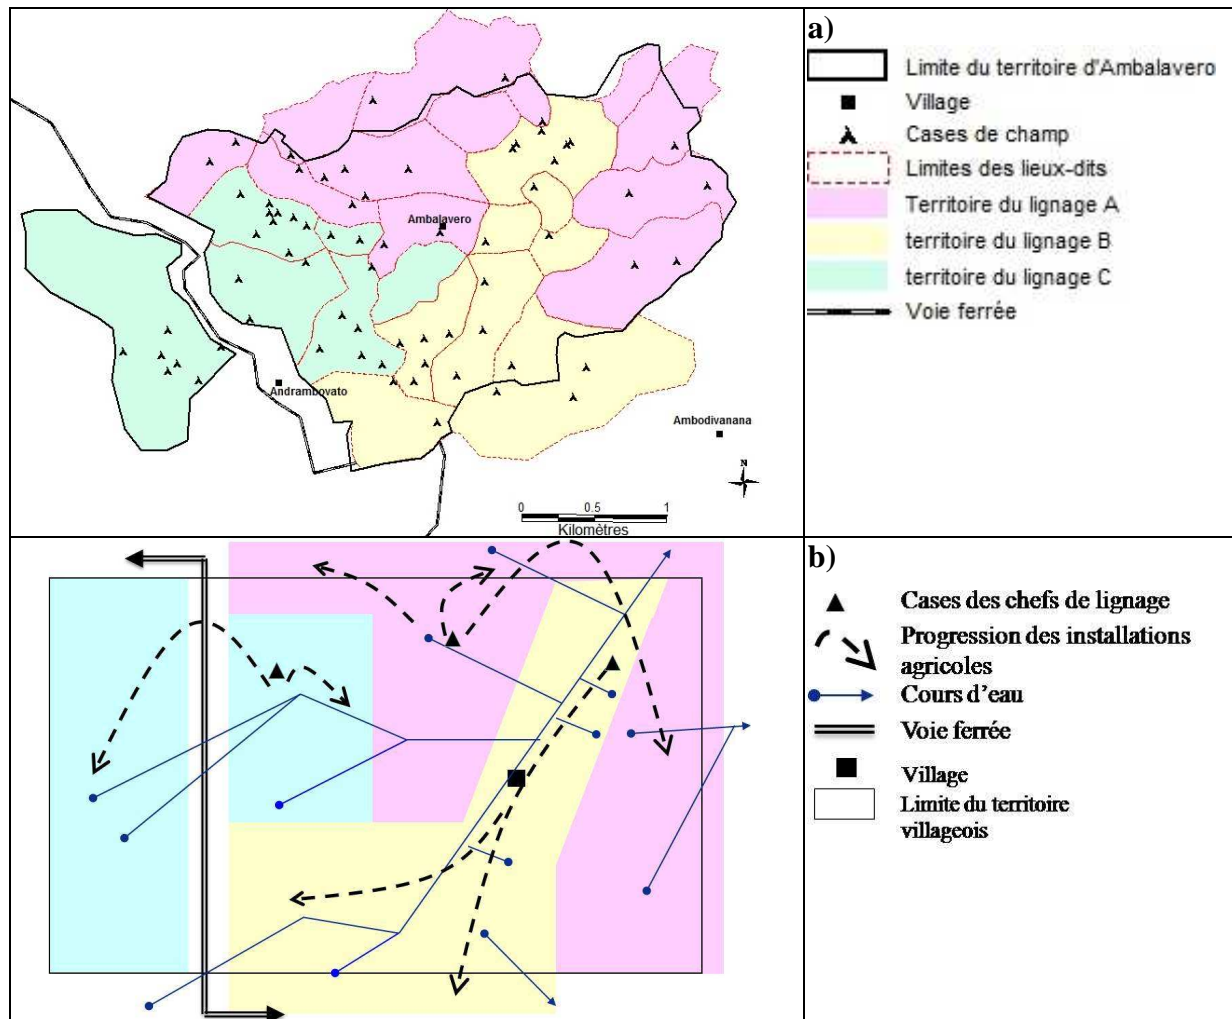 Ambalavero
Andrambovato
Ambodivanana
N
0 0.5 1
Kilomètres
a)
Limite du territoire d'Ambalavero
Village
Cases de champ
Limites des lieux-dits
Territoire du lignage A
territoire du lignage B
territoire du lignage C
Voie ferrée
b)
Cases des chefs de lignage
Progression des installations
agricoles
Cours d'eau
Voie ferrée
Village
Limite du territoire
villageois